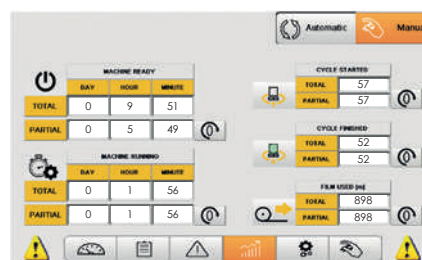 Automatic Manua
MACHINE READY
DAY HOUR MINUTE
TOTAL 0 9 51
PARTIAL 0 5 49
MACHINE RUNNING
DAY HOUR MINUTE
TOTAL 0 1 56
PARTIAL 0 1 56
CYCLE STARTED
TOTAL 57
PARTIAL 57
CYCLE FINISHED
TOTAL 52
PARTIAL 52
FILM USED [m]
TOTAL 898
PARTIAL 898